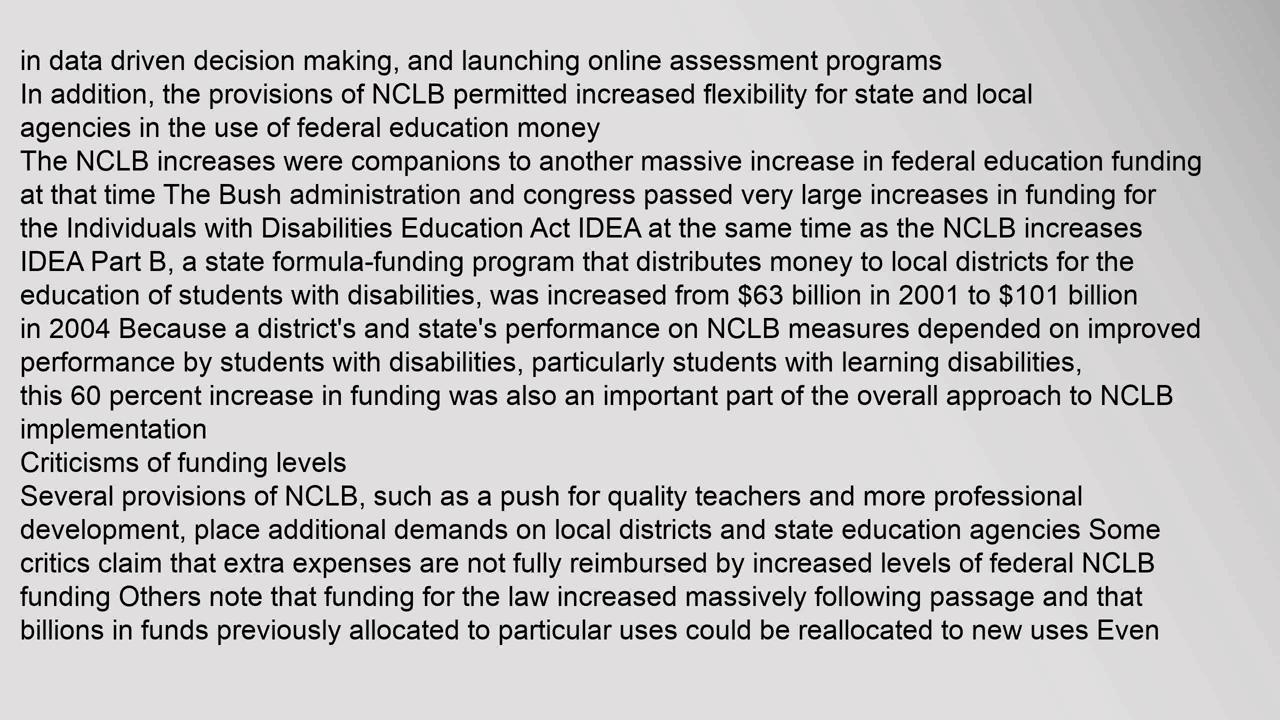 in data driven decision making, and launching online assessment programs
In addition, the provisions of NCLB permitted increased flexibility for state and local
agencies in the use of federal education money
The NCLB increases were companions to another massive increase in federal education funding
at that time The Bush administration and congress passed very large increases in funding for
the Individuals with Disabilities Education Act IDEA at the same time as the NCLB increases
IDEA Part B, a state formula-funding program that distributes money to local districts for the
education of students with disabilities, was increased from $63 billion in 2001 to $101 billion
in 2004 Because a district's and state's performance on NCLB measures depended on improved
performance by students with disabilities, particularly students with learning disabilities,
this 60 percent increase in funding was also an important part of the overall approach to NCLB
implementation
Criticisms of funding levels
Several provisions of NCLB, such as a push for quality teachers and more professional
development, place additional demands on local districts and state education agencies Some
critics claim that extra expenses are not fully reimbursed by increased levels of federal NCLB
funding Others note that funding for the law increased massively following passage and that
billions in funds previously allocated to particular uses could be reallocated to new uses Even